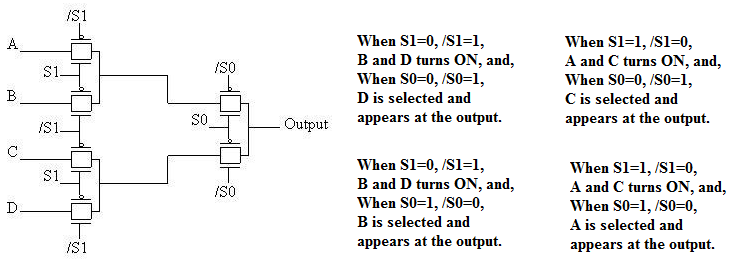 /S1
A
S1
B
/S1
C
S1
D
/S1
/S0
S0
Output
/S0
When S1=0, /S1=1,
B and D turns ON, and,
When S0=0, /S0=1,
D is selected and
appears at the output.
When S1=1, /S1=0,
A and C turns ON, and,
When S0=0, /S0=1,
C is selected and
appears at the output.
When S1=0, /S1=1,
B and D turns ON, and,
When S0=1, /S0=0,
B is selected and
appears at the output.
When S1=1, /S1=0,
A and C turns ON, and,
When S0=1, /S0=0,
A is selected and
appears at the output.